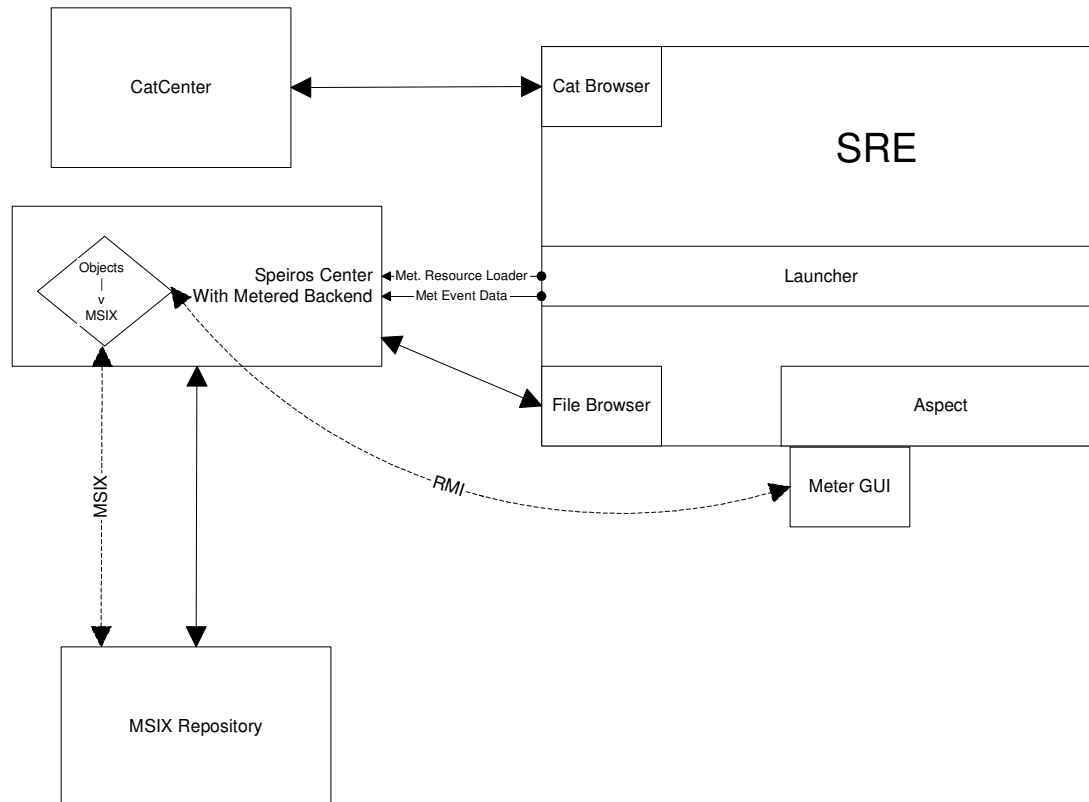 CatCenter
Cat Browser
SRE
Objects
|
v
MSIX
Speiros Center
With Metered Backend
Met. Resource Loader
Met Event Data
Launcher
File Browser
Aspect
MSIX
RMI
Meter GUI
MSIX Repository